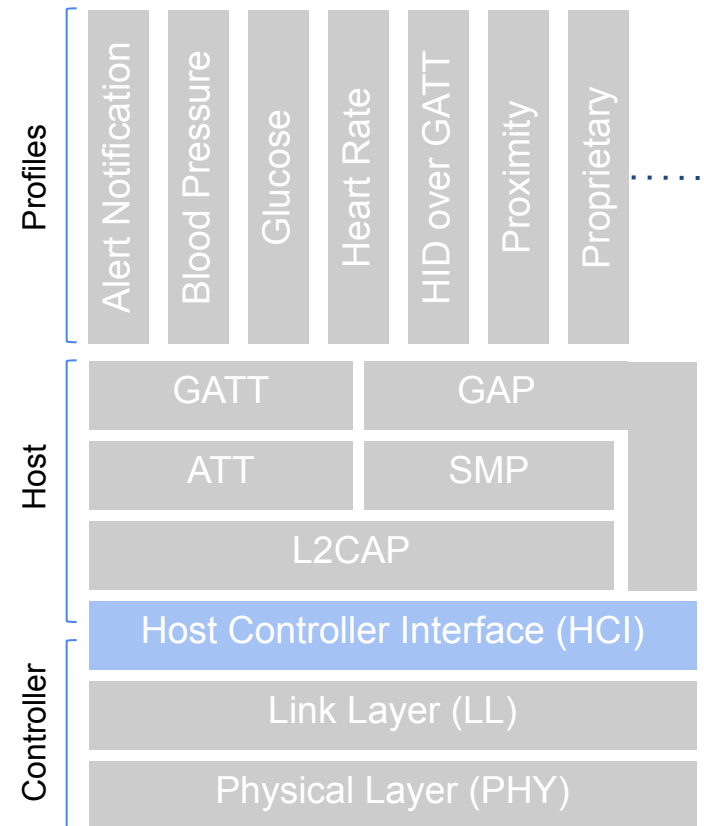 Profiles
Alert Notification
Blood Pressure
Glucose
Heart Rate
HID over GATT
Proximity
Proprietary
.....
Host
GATT
GAP
ATT
SMP
L2CAP
Host Controller Interface (HCI)
Controller
Link Layer (LL)
Physical Layer (PHY)